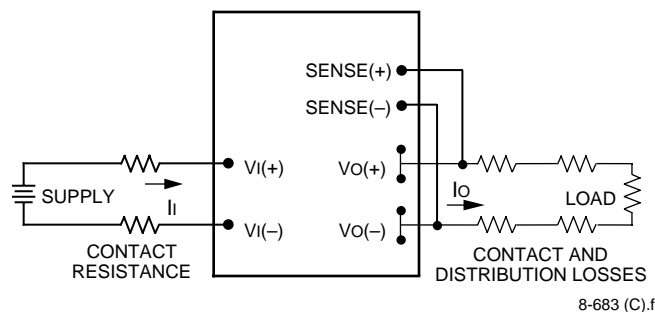 SENSE(+)
SENSE(–)
VI(+)
VO(+)
SUPPLY
II
IO
LOAD
VI(–)
VO(–)
CONTACT
RESISTANCE
CONTACT AND
DISTRIBUTION LOSSES
8-683 (C).f